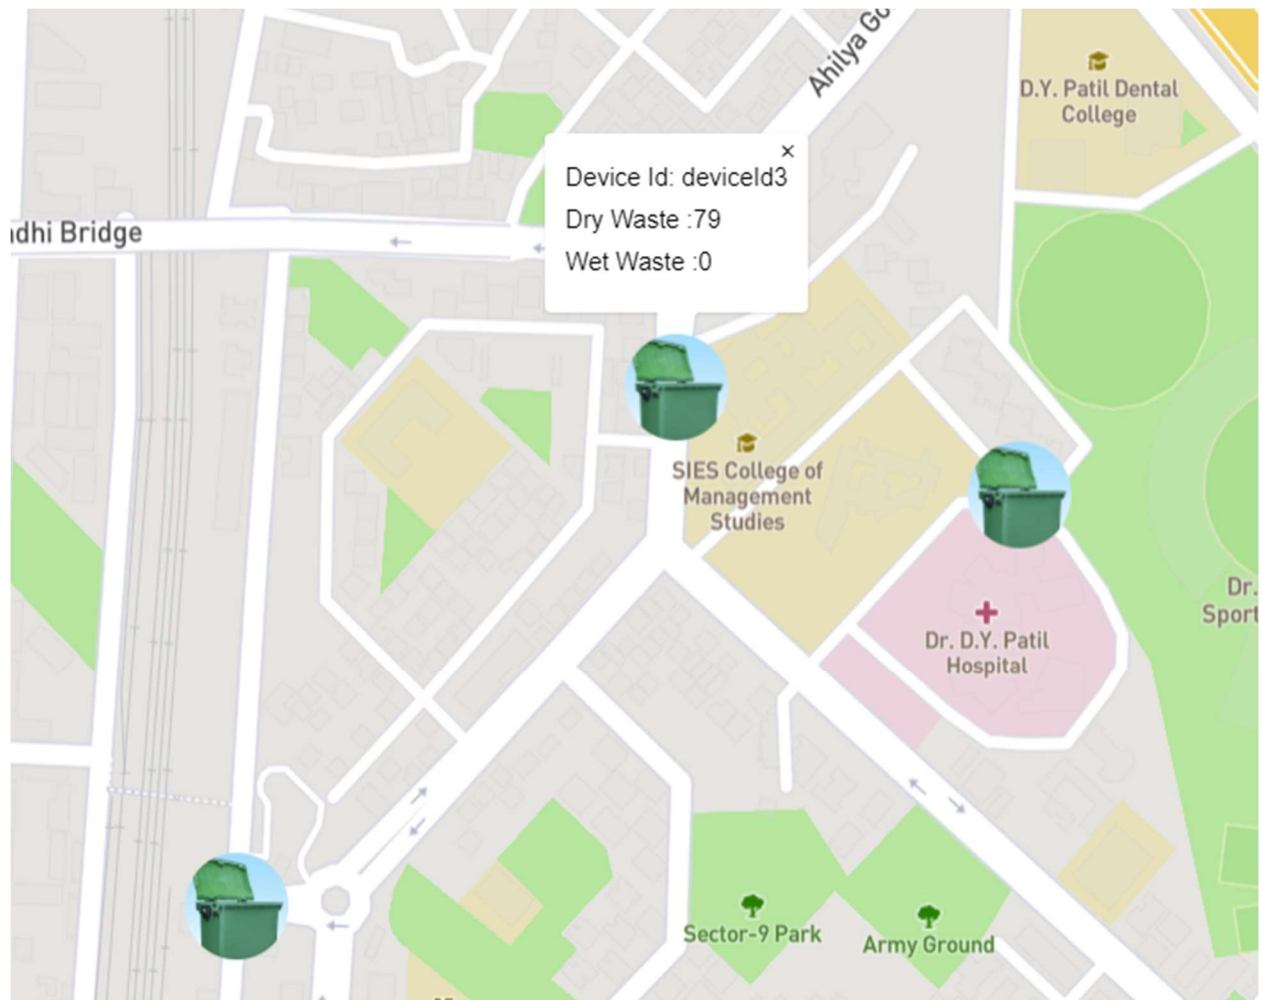 Ahilya Go
D.Y. Patil Dental
College
×
Device Id: deviceId3
Dry Waste :79
Wet Waste :0
dhi Bridge
SIES College of
Management
Studies
Dr.
Sport
Dr. D.Y. Patil
Hospital
Sector-9 Park
Army Ground